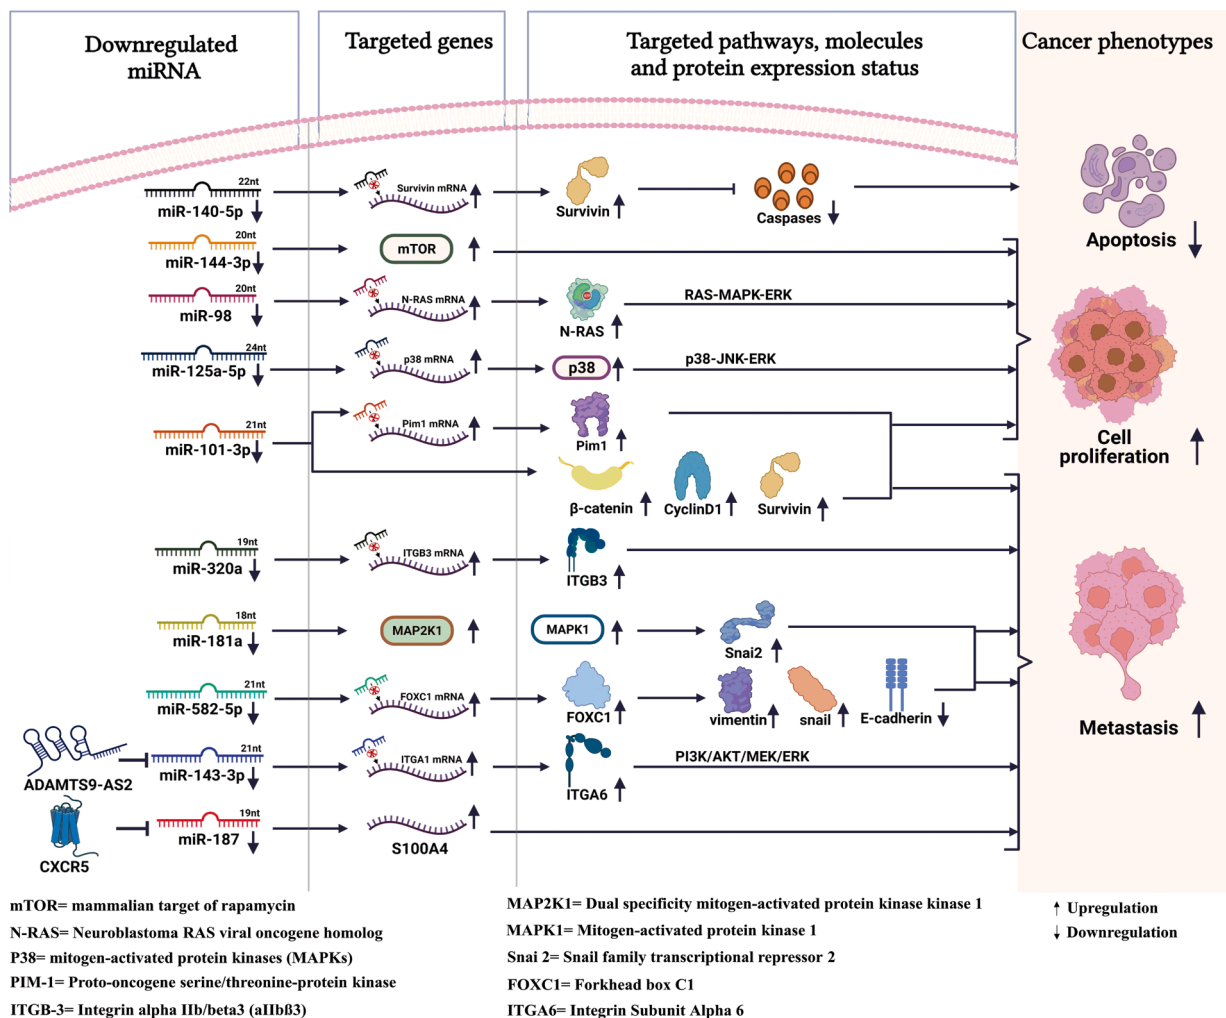 Downregulated
miRNA
Targeted genes
Targeted pathways, molecules
and protein expression status
Cancer phenotypes
22nt
miR-140-5p
Survivin mRNA
Survivin
Caspases
Apoptosis
20nt
miR-144-3p
mTOR
20nt
miR-98
N-RAS mRNA
N-RAS
RAS-MAPK-ERK
24nt
miR-125a-5p
p38 mRNA
p38
p38-JNK-ERK
21nt
miR-101-3p
Pim1 mRNA
Pim1
Cell
proliferation
β-catenin
CyclinD1
Survivin
19nt
miR-320a
ITGB3 mRNA
ITGB3
18nt
miR-181a
MAP2K1
MAPK1
Snai2
21nt
miR-582-5p
FOXC1 mRNA
FOXC1
vimentin
snail
E-cadherin
Metastasis
ADAMTS9-AS2
21nt
miR-143-3p
ITGA1 mRNA
ITGA6
PI3K/AKT/MEK/ERK
CXCR5
19nt
miR-187
S100A4
mTOR= mammalian target of rapamycin
N-RAS= Neuroblastoma RAS viral oncogene homolog
P38= mitogen-activated protein kinases (MAPKs)
PIM-1= Proto-oncogene serine/threonine-protein kinase
ITGB-3= Integrin alpha IIb/beta3 (aIIbß3)
MAP2K1= Dual specificity mitogen-activated protein kinase kinase 1
MAPK1= Mitogen-activated protein kinase 1
Snai 2= Snail family transcriptional repressor 2
FOXC1= Forkhead box C1
ITGA6= Integrin Subunit Alpha 6
↑ Upregulation
↓ Downregulation